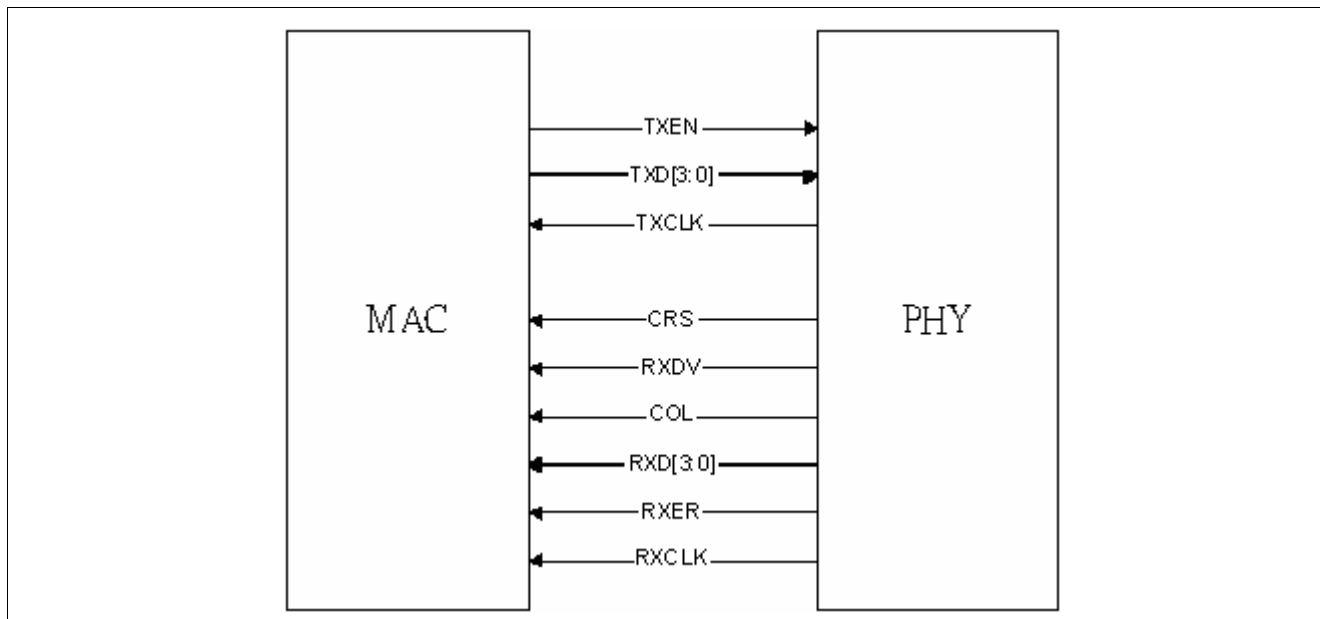 TXEN
TXD[3:0]
TXCLK
MAC
CRS
PHY
RXDV
COL
RXD[3:0]
RXER
RXCLK